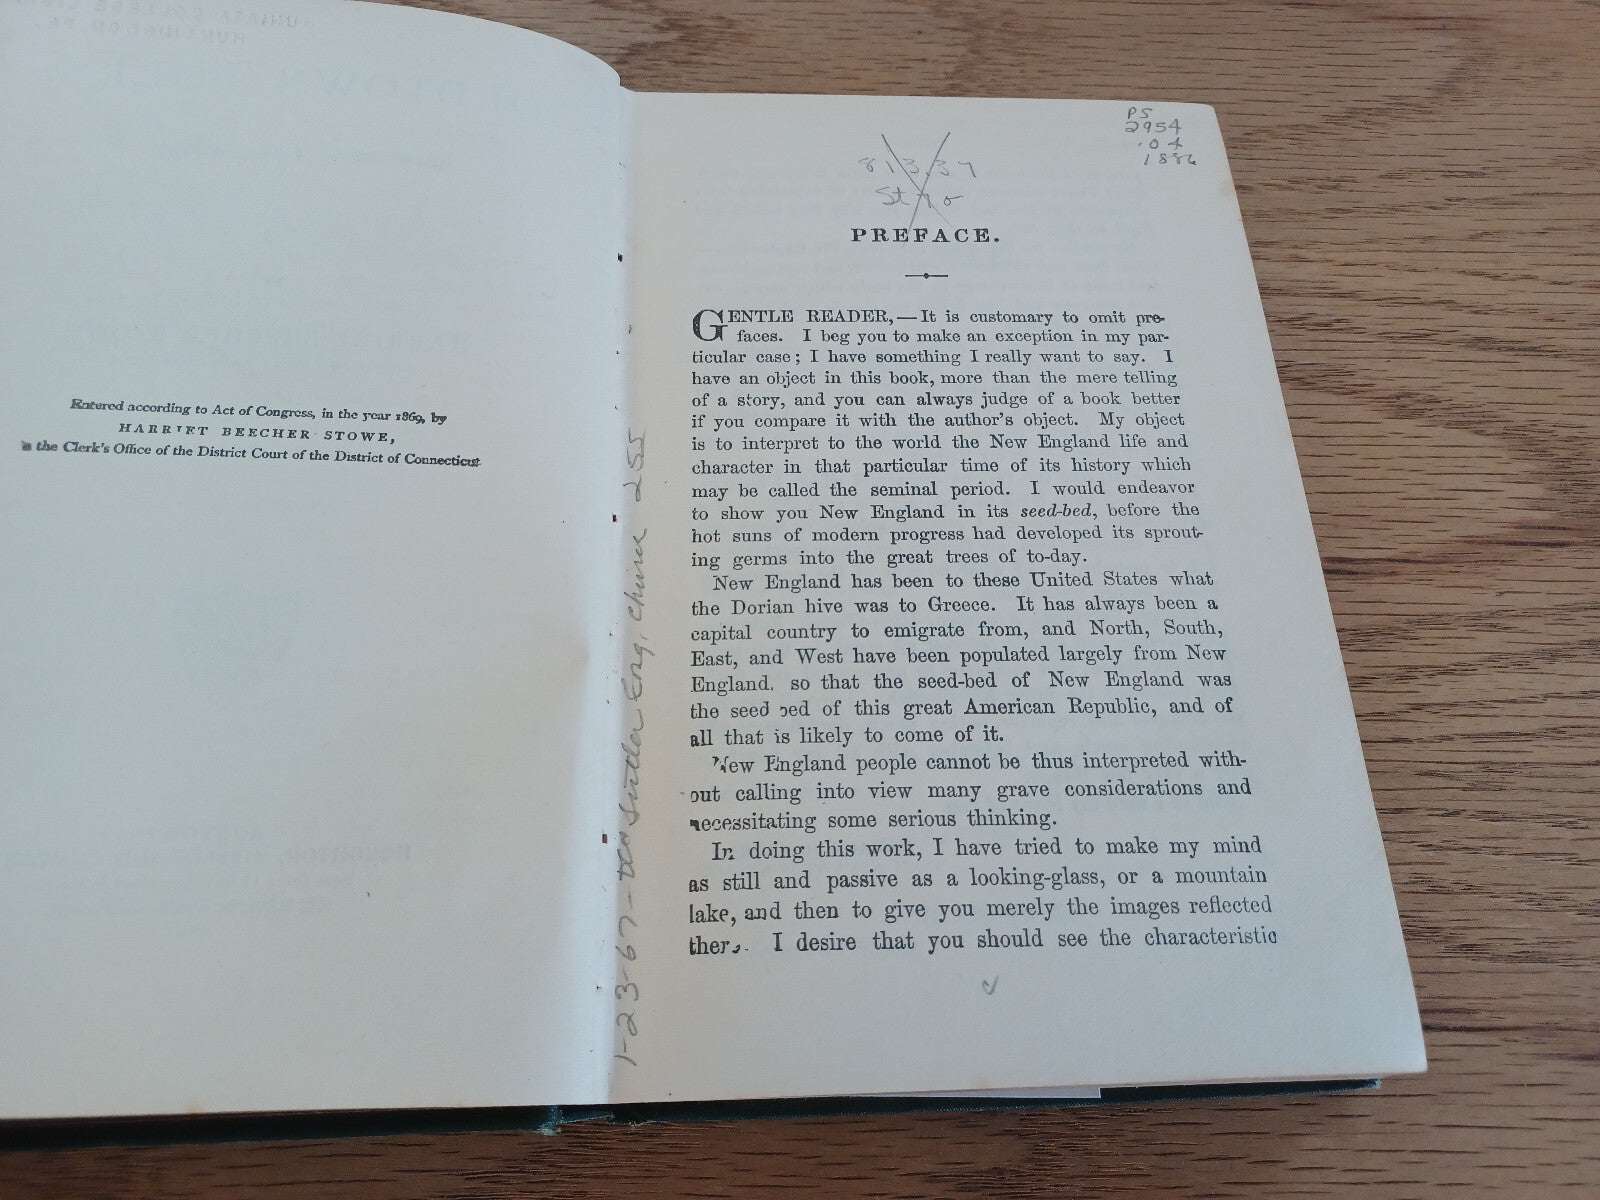 Entered according to Act of Congress, in the year 1869, by
HARRIET BEECHER STOWE,
the Clerk's Office of the District Court of the District of Connecticut
PS
2954
.04
1886
813.37
PREFACE.
GENTLE READER,—It is customary to omit pre-
faces. I beg you to make an exception in my par-
ticular case; I have something I really want to say. I
have an object in this book, more than the mere telling
of a story, and you can always judge of a book better
if you compare it with the author's object. My object
is to interpret to the world the New England life and
character in that particular time of its history which
may be called the seminal period. I would endeavor
to show you New England in its seed-bed, before the
hot suns of modern progress had developed its sprout-
ing germs into the great trees of to-day.
New England has been to these United States what
the Dorian hive was to Greece. It has always been a
capital country to emigrate from, and North, South,
East, and West have been populated largely from New
England, so that the seed-bed of New England was
the seed bed of this great American Republic, and of
all that is likely to come of it.
New England people cannot be thus interpreted with-
out calling into view many grave considerations and
necessitating some serious thinking.
In doing this work, I have tried to make my mind
as still and passive as a looking-glass, or a mountain
lake, and then to give you merely the images reflected
there. I desire that you should see the characteristic
1-23-67-
Eng. China 255